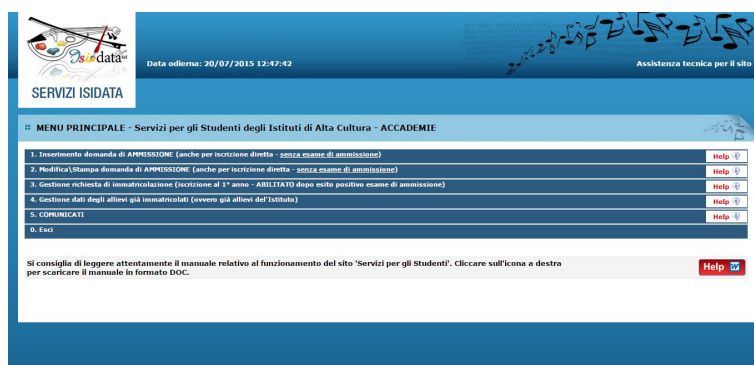 Isidata srl
Data odierna: 20/07/2015 12:47:42
Assistenza tecnica per il sito
SERVIZI ISIDATA
MENU PRINCIPALE - Servizi per gli Studenti degli Istituti di Alta Cultura - ACCADEMIE
1. Inserimento domanda di AMMISSIONE (anche per iscrizione diretta - senza esame di ammissione) Help
2. Modifica\Stampa domanda di AMMISSIONE (anche per iscrizione diretta - senza esame di ammissione) Help
3. Gestione richiesta di immatricolazione (iscrizione al 1° anno - ABILITATO dopo esito positivo esame di ammissione) Help
4. Gestione dati degli allievi già immatricolati (ovvero già allievi del'Istituto) Help
5. COMUNICATI Help
0. Esci
Si consiglia di leggere attentamente il manuale relativo al funzionamento del sito 'Servizi per gli Studenti'. Cliccare sull'icona a destra
per scaricare il manuale in formato DOC.
Help